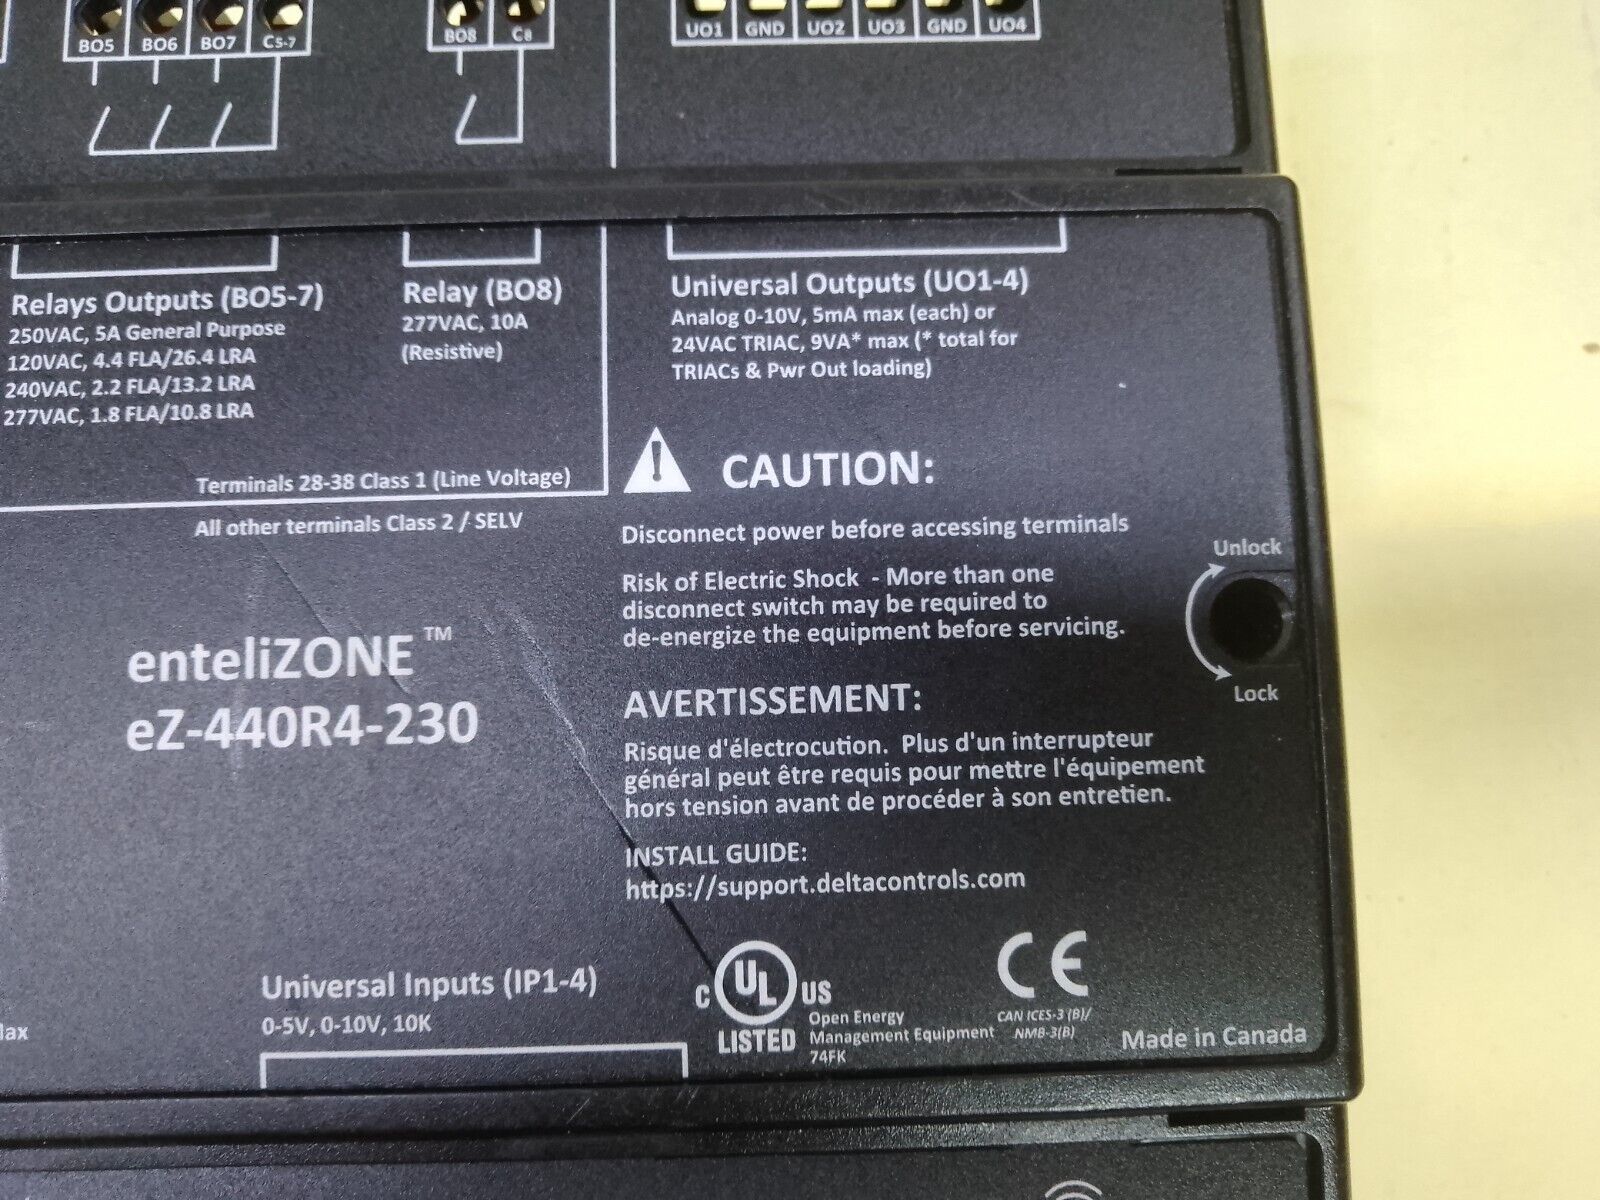 BO5 BO6 BO7 C5-7
BO8 C8
UO1 GND UO2 UO3 GND UO4
Relays Outputs (BO5-7)
250VAC, 5A General Purpose
120VAC, 4.4 FLA/26.4 LRA
240VAC, 2.2 FLA/13.2 LRA
277VAC, 1.8 FLA/10.8 LRA
Relay (BO8)
277VAC, 10A
(Resistive)
Universal Outputs (UO1-4)
Analog 0-10V, 5mA max (each) or
24VAC TRIAC, 9VA* max (* total for
TRIACs & Pwr Out loading)
Terminals 28-38 Class 1 (Line Voltage)
All other terminals Class 2 / SELV
CAUTION:
Disconnect power before accessing terminals
Risk of Electric Shock - More than one
disconnect switch may be required to
de-energize the equipment before servicing.
Unlock
Lock
enteliZONE™
eZ-440R4-230
AVERTISSEMENT:
Risque d'électrocution. Plus d'un interrupteur
général peut être requis pour mettre l'équipement
hors tension avant de procéder à son entretien.
INSTALL GUIDE:
https://support.deltacontrols.com
Universal Inputs (IP1-4)
0-5V, 0-10V, 10K
C UL US
LISTED
Open Energy
Management Equipment
74FK
CE
CAN ICES-3 (B)/
NMB-3(B)
Made in Canada